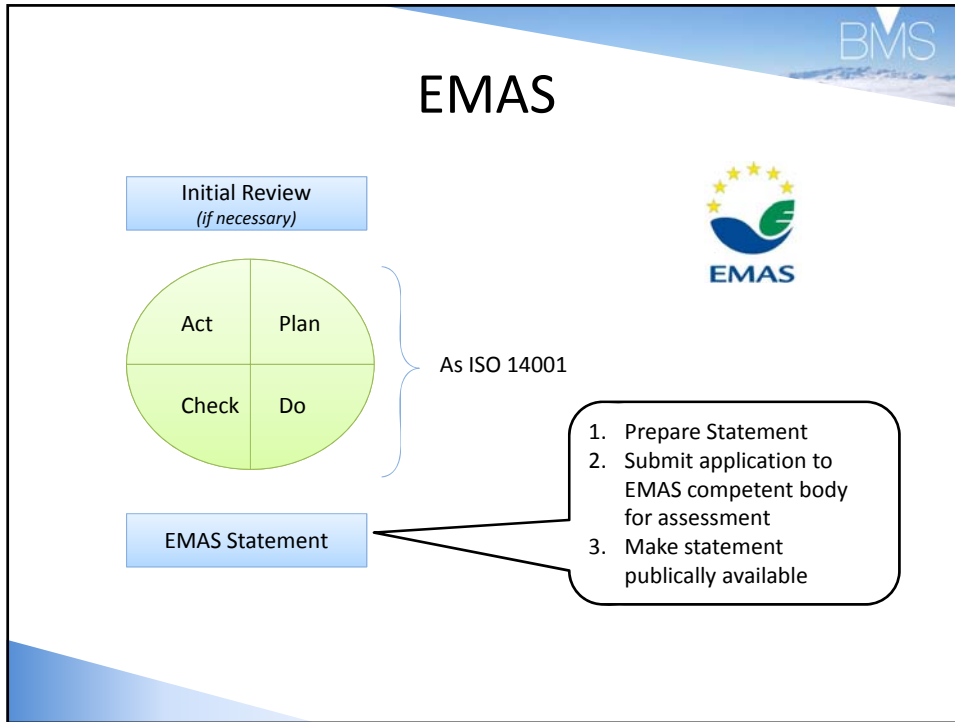 BMS
EMAS
Initial Review
(if necessary)
EMAS
Act
Plan
As ISO 14001
Check
Do
1. Prepare Statement
2. Submit application to
EMAS competent body
for assessment
3. Make statement
publically available
EMAS Statement